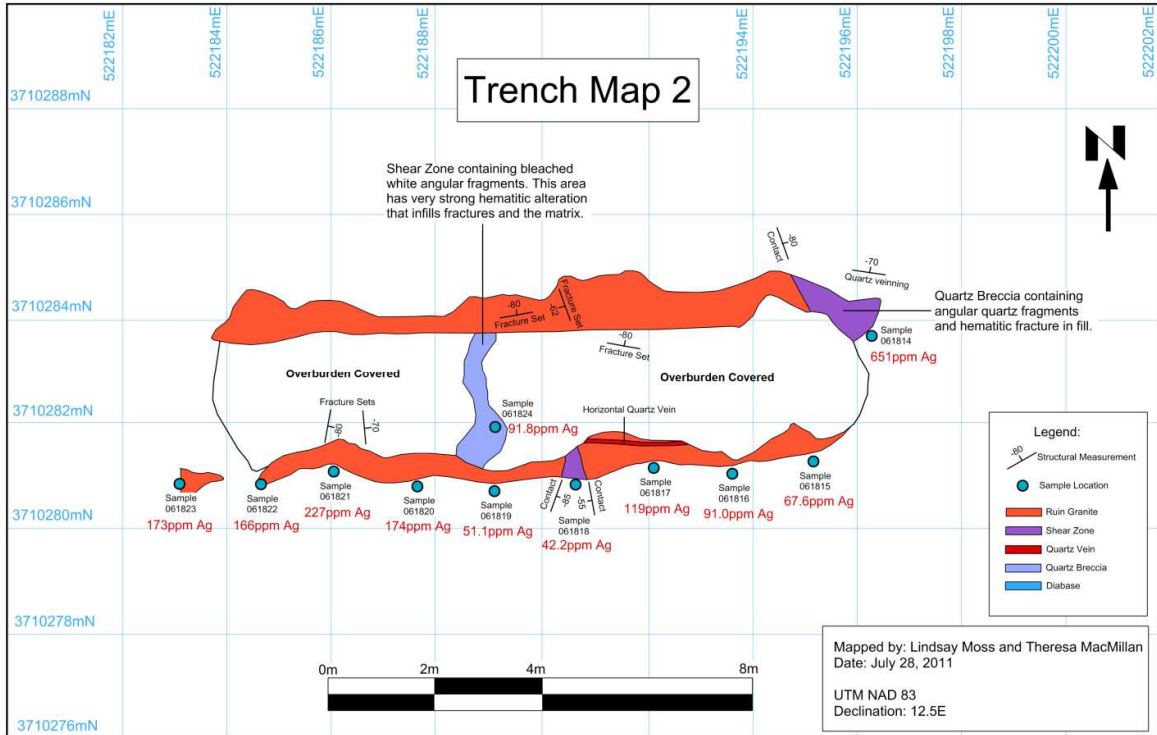 522182mE
522184mE
522186mE
522188mE
522194mE
522196mE
522198mE
522200mE
522202mE
Trench Map 2
3710288mN
3710286mN
3710284mN
3710282mN
3710280mN
3710278mN
3710276mN
N
Shear Zone containing bleached
white angular fragments. This area
has very strong hematitic alteration
that infills fractures and the matrix.
-80
Contact
-70
Quartz veinning
Quartz Breccia containing
angular quartz fragments
and hematitic fracture in fill.
-80
Fracture Set
-62
Fracture Set
-80
Fracture Set
Sample
061814
651ppm Ag
Overburden Covered
Overburden Covered
Fracture Sets
-80
-70
Sample
061824
91.8ppm Ag
Horizontal Quartz Vein
Sample
061823
173ppm Ag
Sample
061822
166ppm Ag
Sample
061821
227ppm Ag
Sample
061820
174ppm Ag
Sample
061819
51.1ppm Ag
Contact
-85
-55
Contact
Sample
061818
42.2ppm Ag
Sample
061817
119ppm Ag
Sample
061816
91.0ppm Ag
Sample
061815
67.6ppm Ag
Legend:
-80
Structural Measurement
Sample Location
Ruin Granite
Shear Zone
Quartz Vein
Quartz Breccia
Diabase
0m
2m
4m
8m
Mapped by: Lindsay Moss and Theresa MacMillan
Date: July 28, 2011
UTM NAD 83
Declination: 12.5E